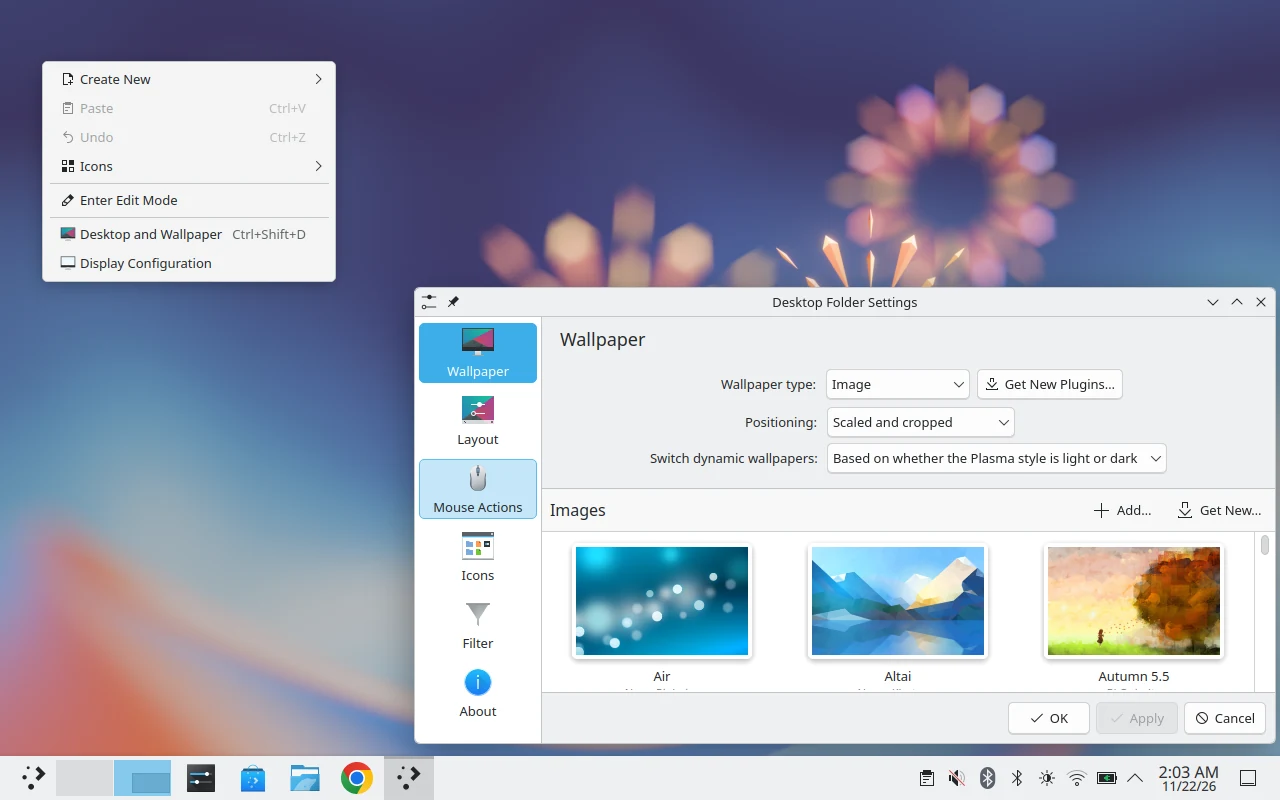 Create New
Paste Ctrl+V
Undo Ctrl+Z
Icons
Enter Edit Mode
Desktop and Wallpaper Ctrl+Shift+D
Display Configuration
Desktop Folder Settings
Wallpaper
Layout
Mouse Actions
Icons
Filter
About
Wallpaper
Wallpaper type: Image Get New Plugins...
Positioning: Scaled and cropped
Switch dynamic wallpapers: Based on whether the Plasma style is light or dark
Images Add... Get New...
Air Altai Autumn 5.5
OK Apply Cancel
2:03 AM
11/22/26